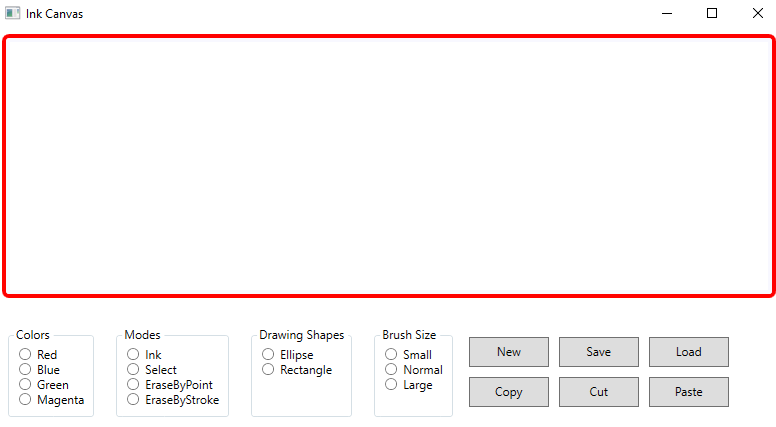 Ink Canvas
Colors
Red
Blue
Green
Magenta
Modes
Ink
Select
EraseByPoint
EraseByStroke
Drawing Shapes
Ellipse
Rectangle
Brush Size
Small
Normal
Large
New
Save
Load
Copy
Cut
Paste